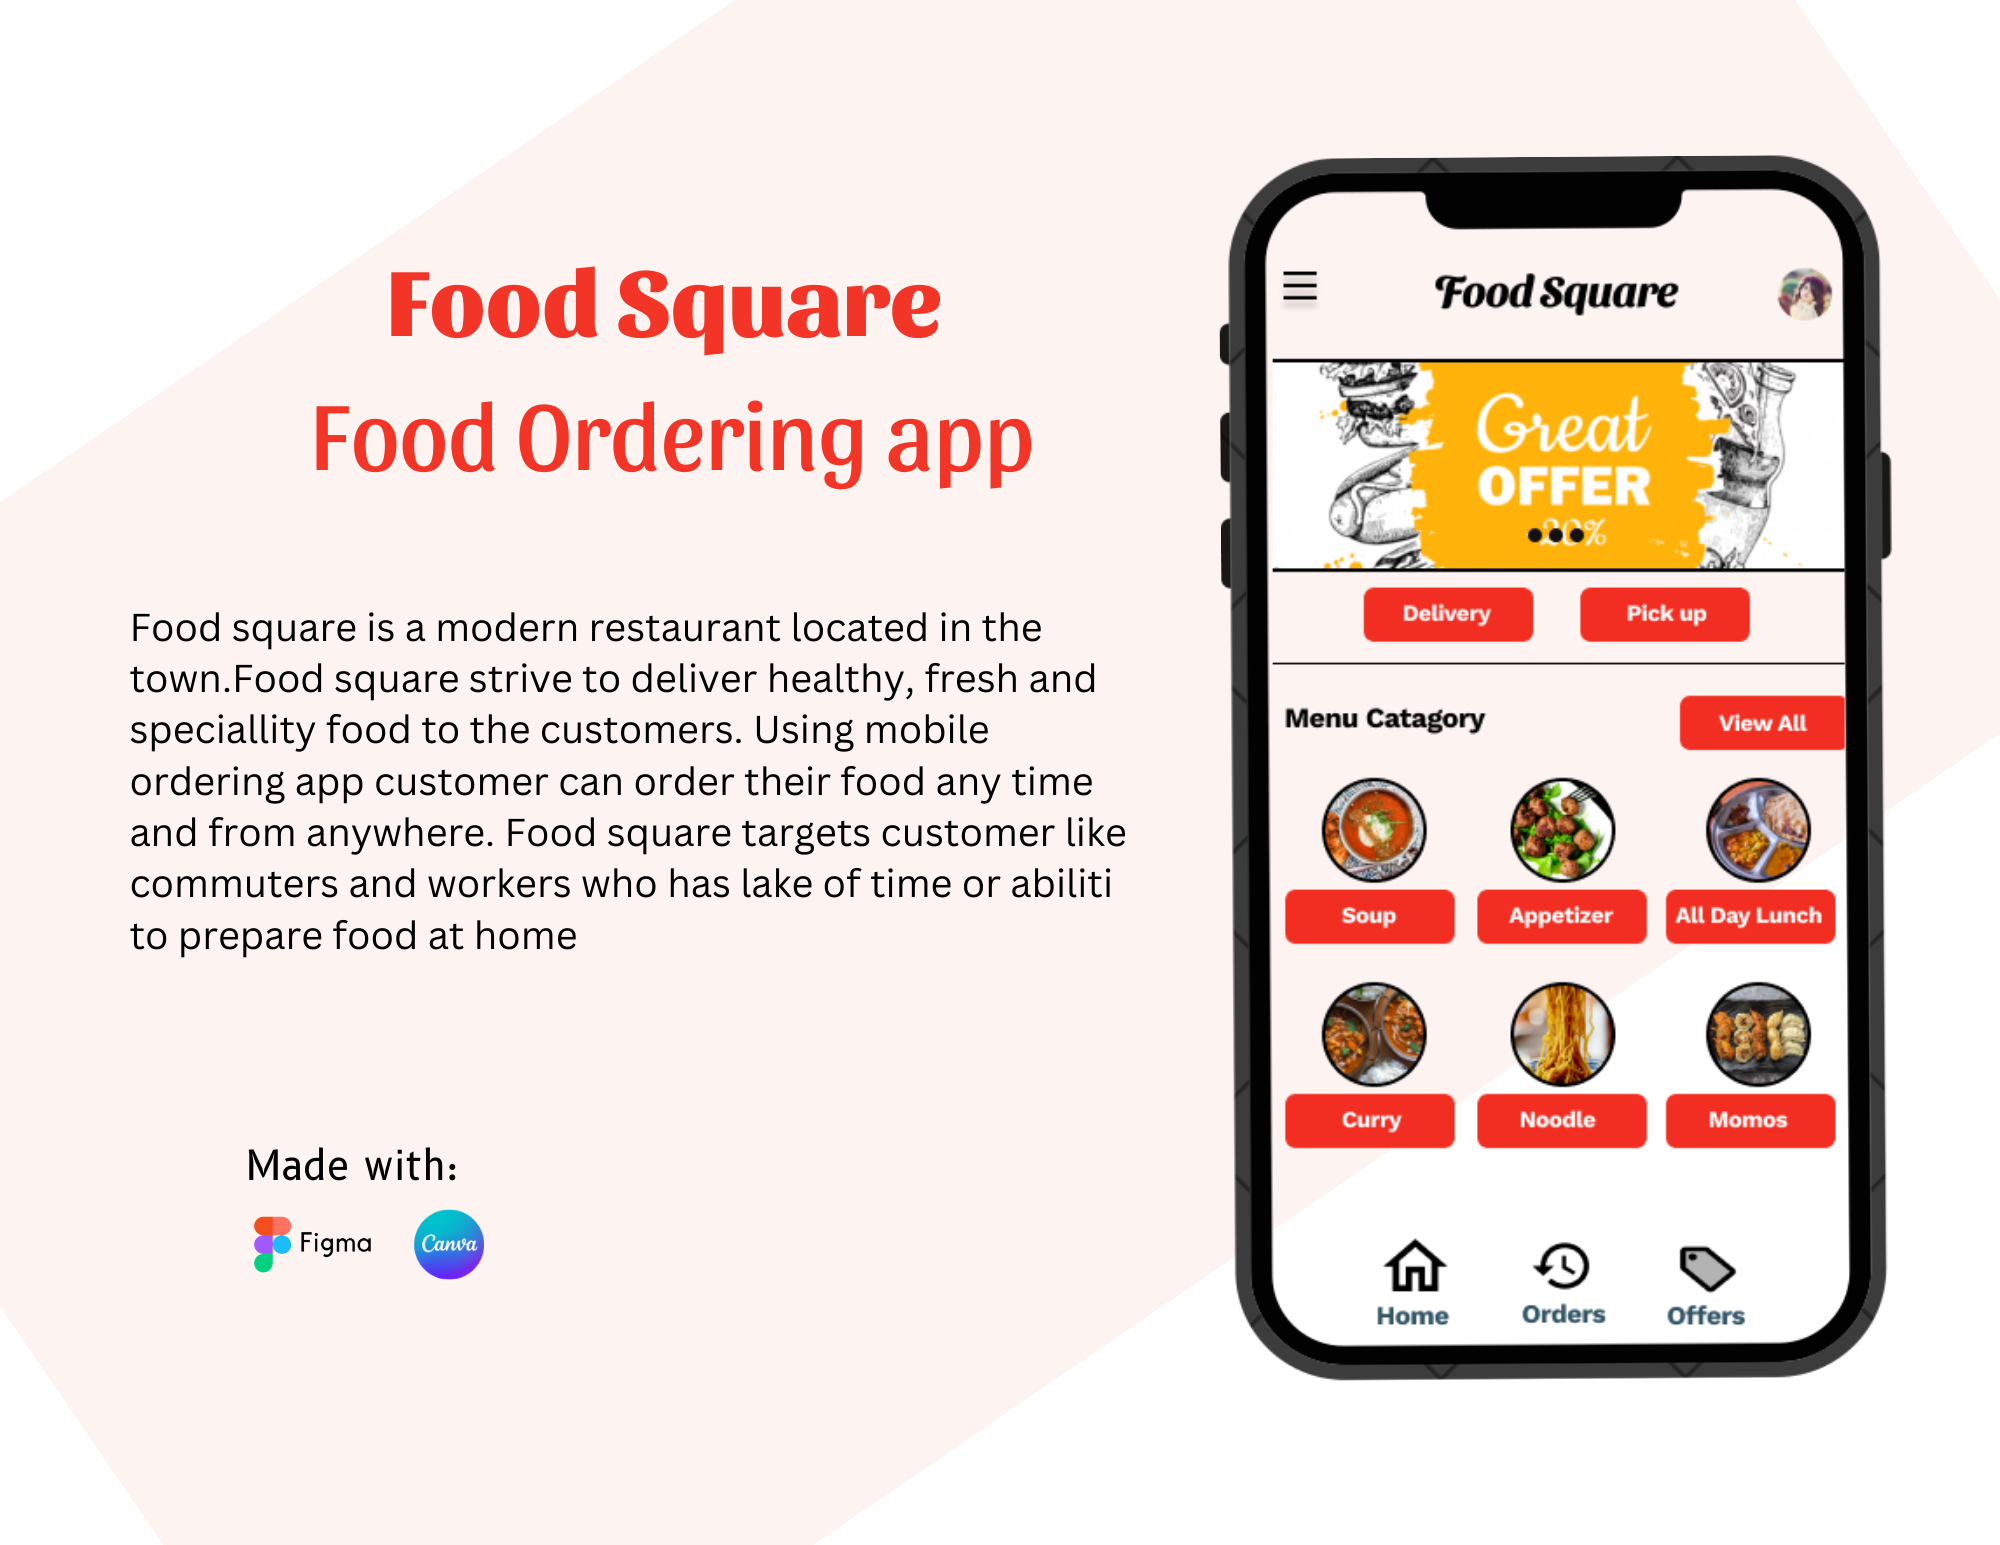 Food Square
Food Ordering app
Food square is a modern restaurant located in the
town.Food square strive to deliver healthy, fresh and
speciallity food to the customers. Using mobile
ordering app customer can order their food any time
and from anywhere. Food square targets customer like
commuters and workers who has lake of time or abiliti
to prepare food at home
Made with:
Figma
Canva
Food Square
Great
OFFER
20%
Delivery
Pick up
Menu Catagory
View All
Soup
Appetizer
All Day Lunch
Curry
Noodle
Momos
Home
Orders
Offers